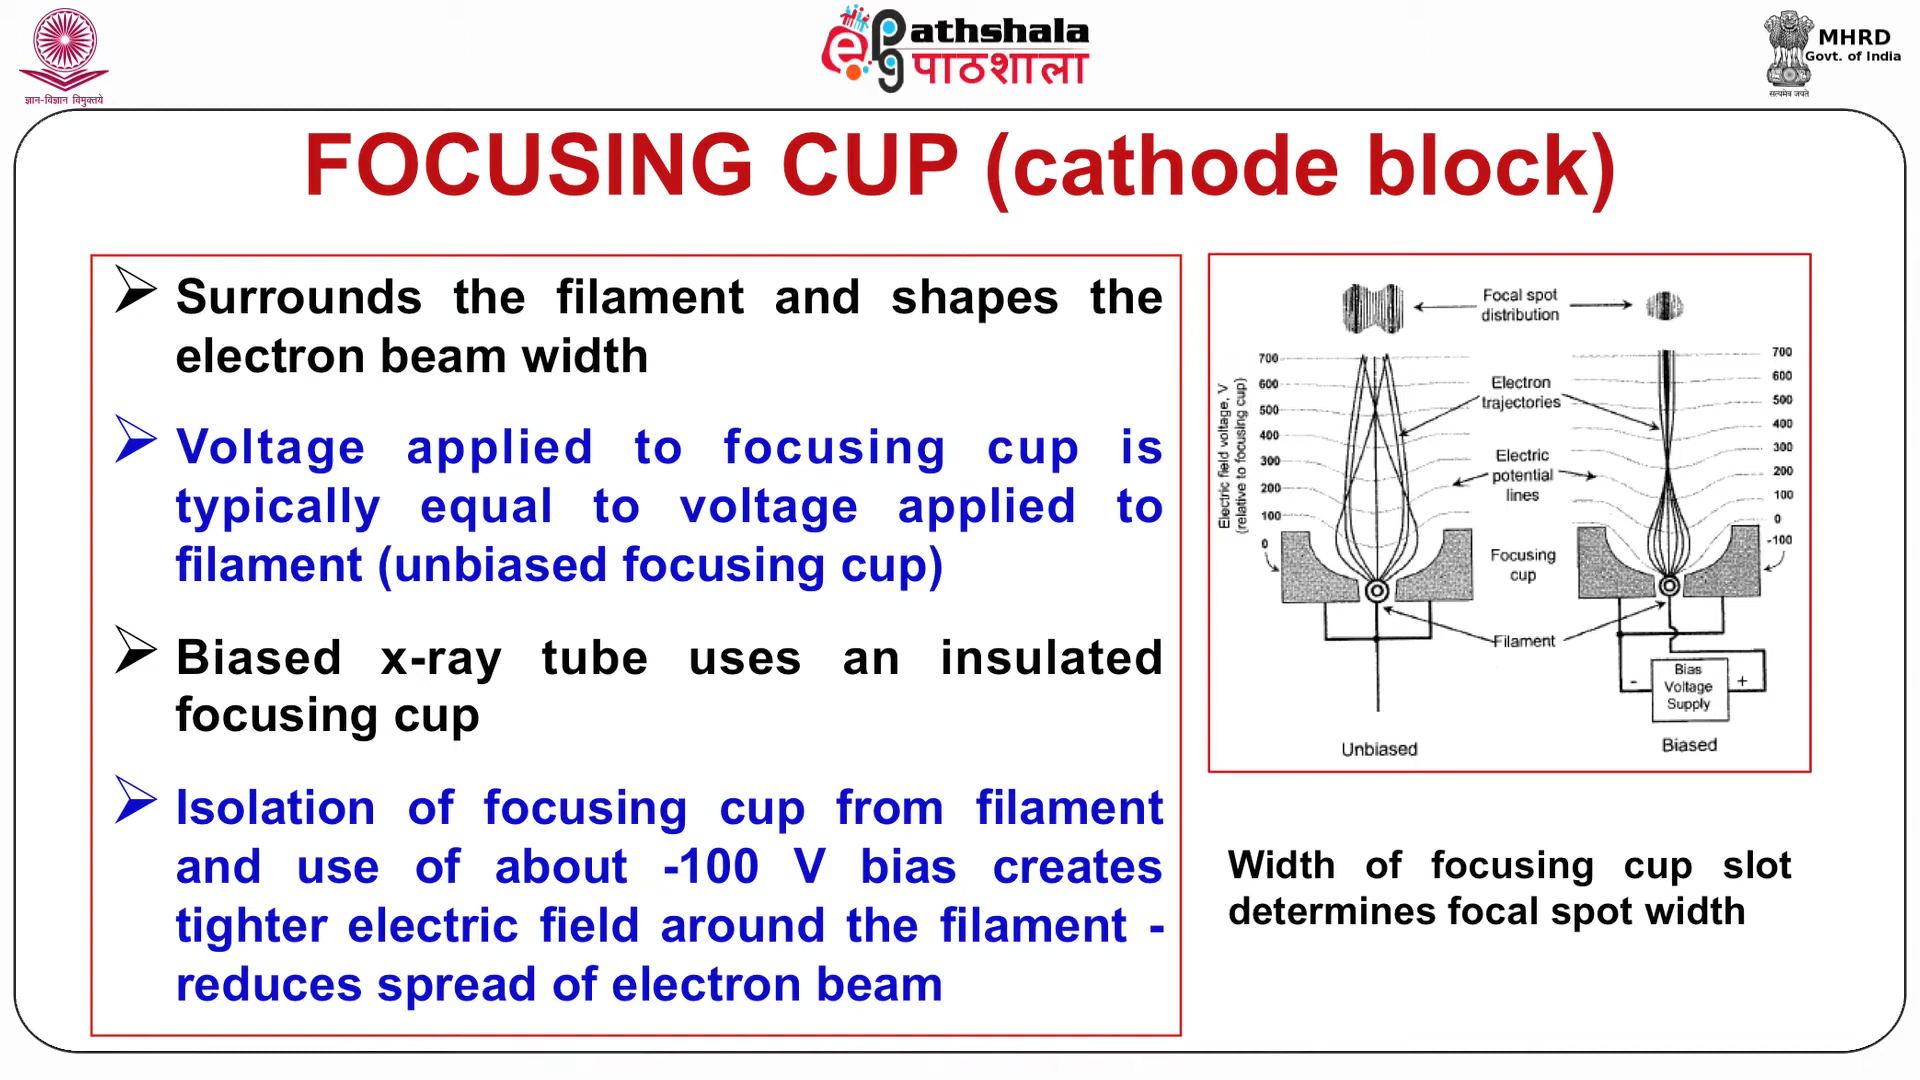 ज्ञान-विज्ञान विमुक्तये
ePg athshala
पाठशाला
MHRD
Govt. of India
सत्यमेव जयते
FOCUSING CUP (cathode block)
Surrounds the filament and shapes the
electron beam width
Voltage applied to focusing cup is
typically equal to voltage applied to
filament (unbiased focusing cup)
Biased x-ray tube uses an insulated
focusing cup
Isolation of focusing cup from filament
and use of about -100 V bias creates
tighter electric field around the filament -
reduces spread of electron beam
Focal spot
distribution
Electric field voltage, V
(relative to focusing cup)
700
600
500
400
300
200
100
0
Electron
trajectories
Electric
potential
lines
Focusing
cup
Filament
700
600
500
400
300
200
100
0
-100
-
Bias
Voltage
Supply
+
Unbiased
Biased
Width of focusing cup slot
determines focal spot width